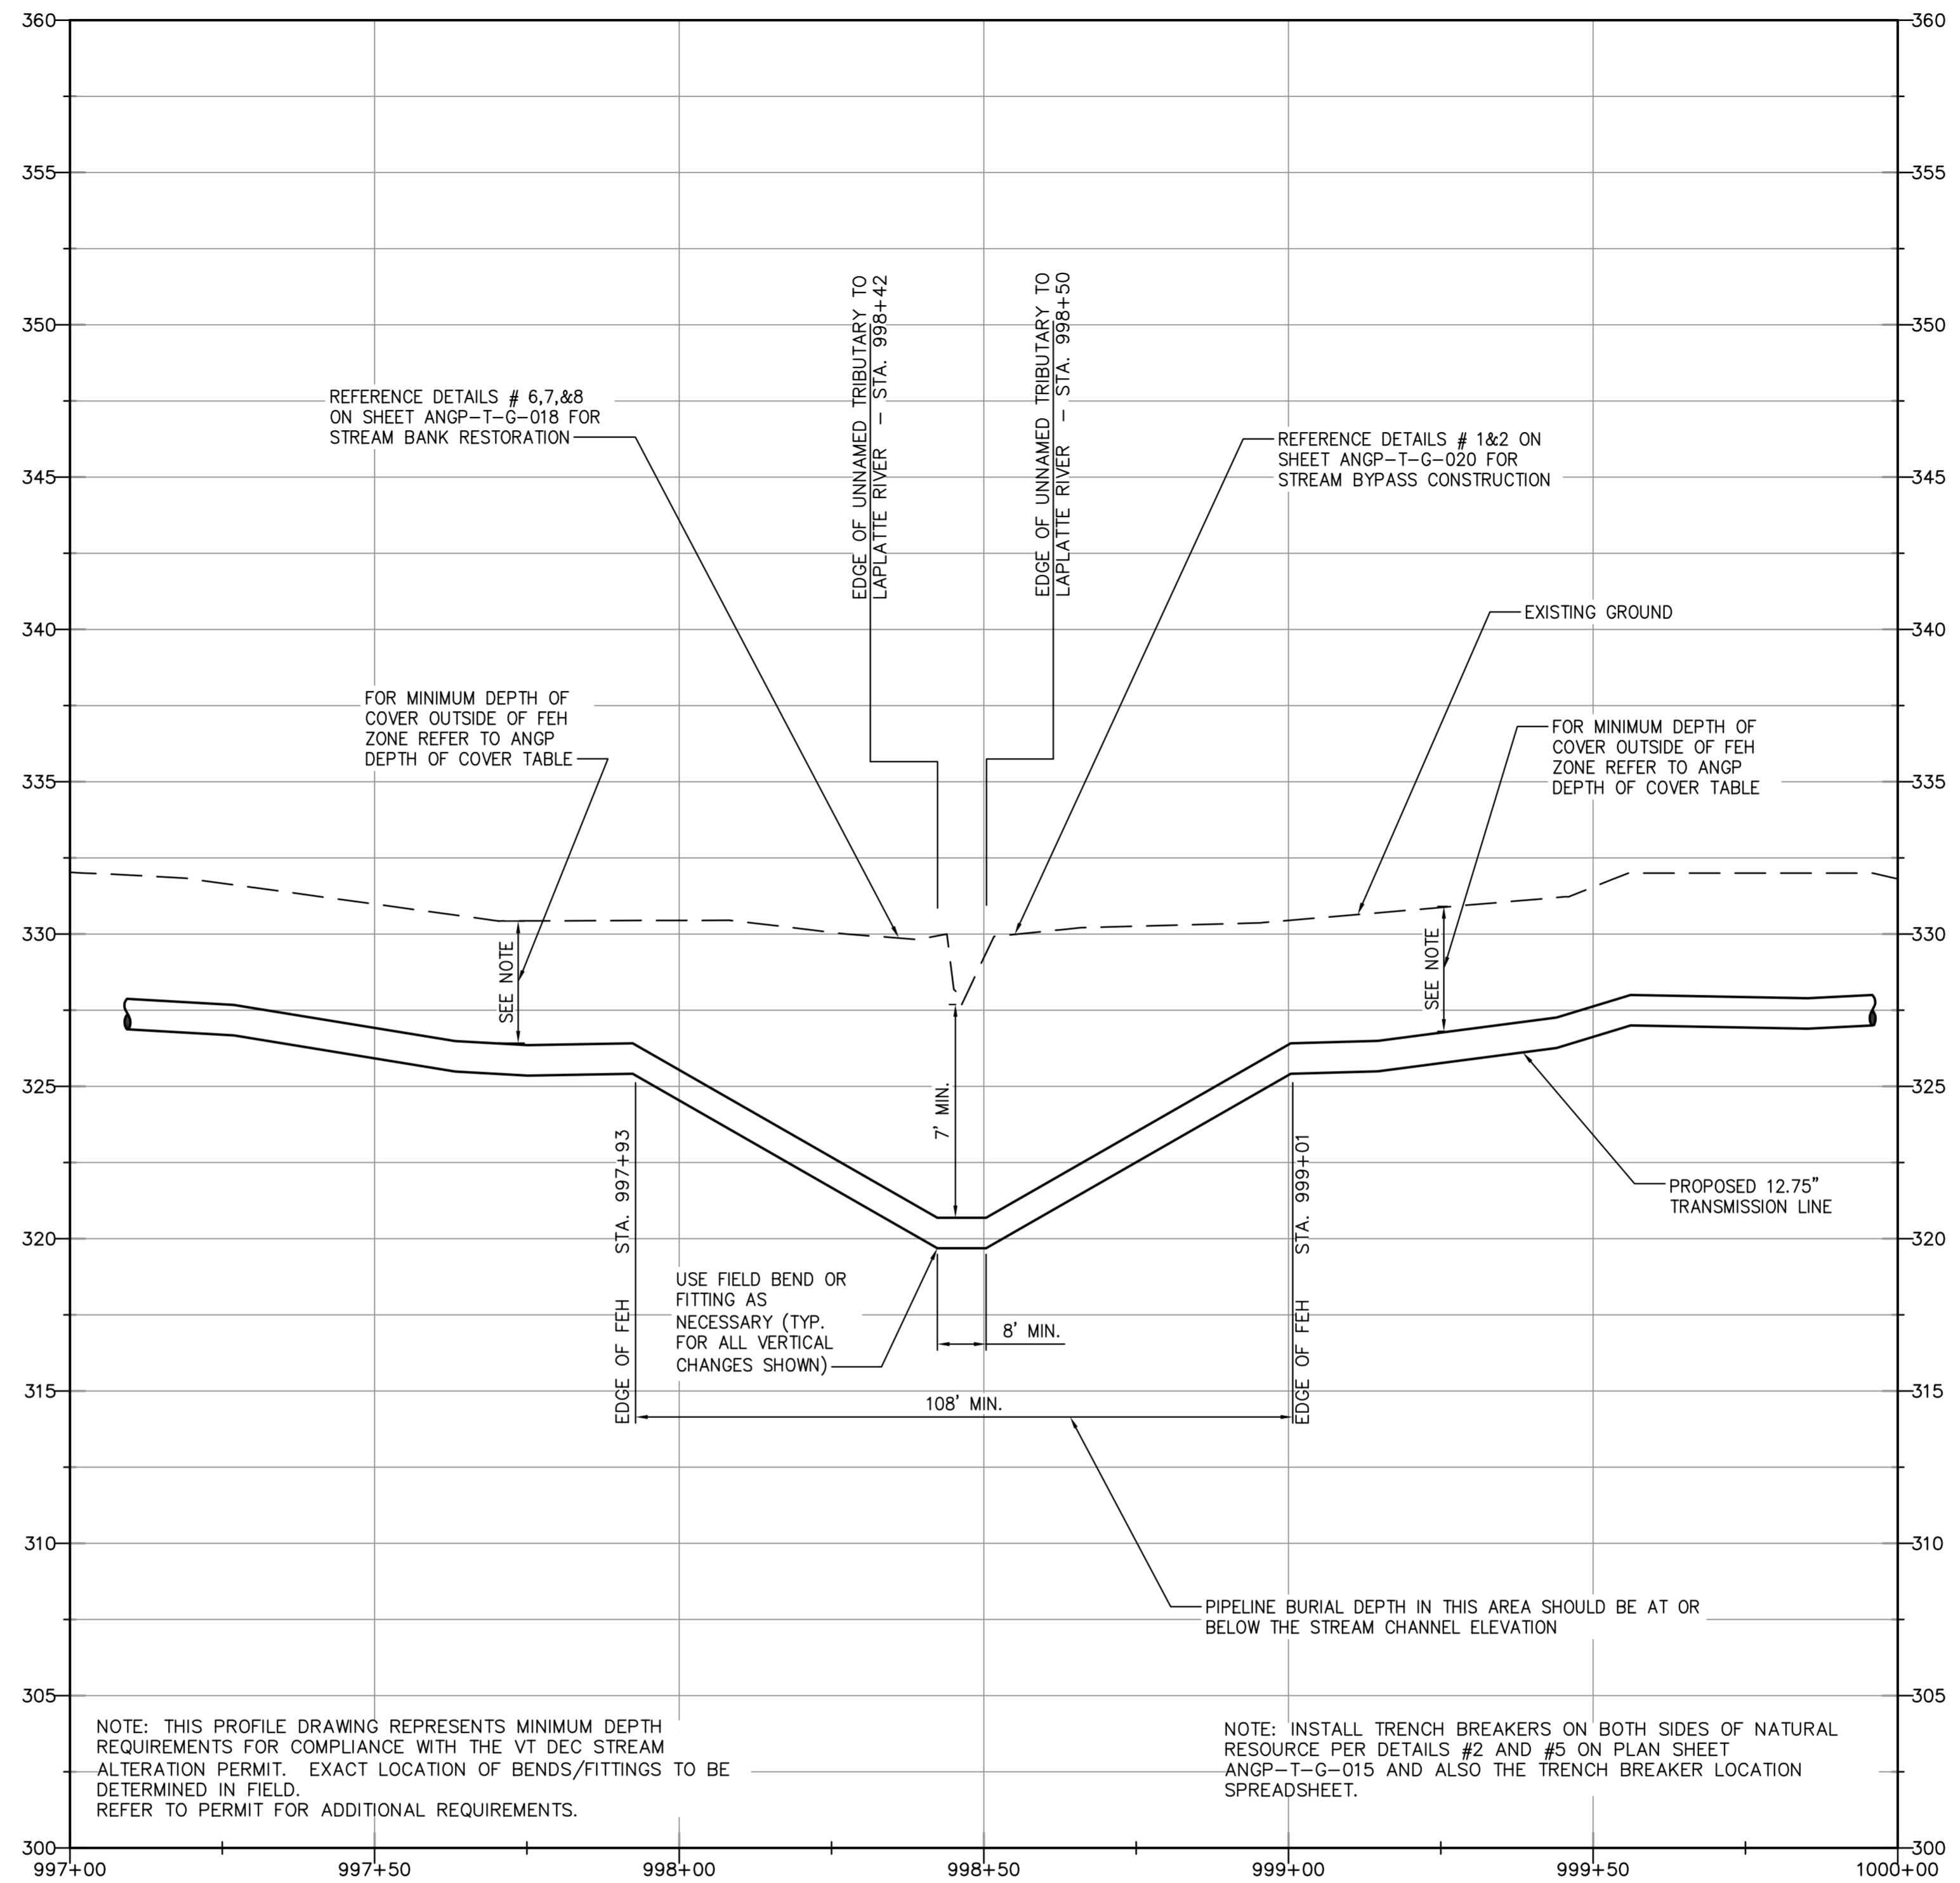 360
360
355
355
350
350
345
345
340
340
335
335
330
330
325
325
320
320
315
315
310
310
305
305
300
300
EDGE OF UNNAMED TRIBUTARY TO
LAPLATTE RIVER – STA. 998+42
EDGE OF UNNAMED TRIBUTARY TO
LAPLATTE RIVER – STA. 998+50
REFERENCE DETAILS # 6,7,&8
ON SHEET ANGP-T-G-018 FOR
STREAM BANK RESTORATION
REFERENCE DETAILS # 1&2 ON
SHEET ANGP-T-G-020 FOR
STREAM BYPASS CONSTRUCTION
EXISTING GROUND
FOR MINIMUM DEPTH OF
COVER OUTSIDE OF FEH
ZONE REFER TO ANGP
DEPTH OF COVER TABLE
FOR MINIMUM DEPTH OF
COVER OUTSIDE OF FEH
ZONE REFER TO ANGP
DEPTH OF COVER TABLE
SEE NOTE
SEE NOTE
7' MIN.
EDGE OF FEH STA. 997+93
EDGE OF FEH STA. 999+01
PROPOSED 12.75"
TRANSMISSION LINE
USE FIELD BEND OR
FITTING AS
NECESSARY (TYP.
FOR ALL VERTICAL
CHANGES SHOWN)
8' MIN.
108' MIN.
PIPELINE BURIAL DEPTH IN THIS AREA SHOULD BE AT OR
BELOW THE STREAM CHANNEL ELEVATION
NOTE: THIS PROFILE DRAWING REPRESENTS MINIMUM DEPTH
REQUIREMENTS FOR COMPLIANCE WITH THE VT DEC STREAM
ALTERATION PERMIT. EXACT LOCATION OF BENDS/FITTINGS TO BE
DETERMINED IN FIELD.
REFER TO PERMIT FOR ADDITIONAL REQUIREMENTS.
NOTE: INSTALL TRENCH BREAKERS ON BOTH SIDES OF NATURAL
RESOURCE PER DETAILS #2 AND #5 ON PLAN SHEET
ANGP-T-G-015 AND ALSO THE TRENCH BREAKER LOCATION
SPREADSHEET.
997+00
997+50
998+00
998+50
999+00
999+50
1000+00